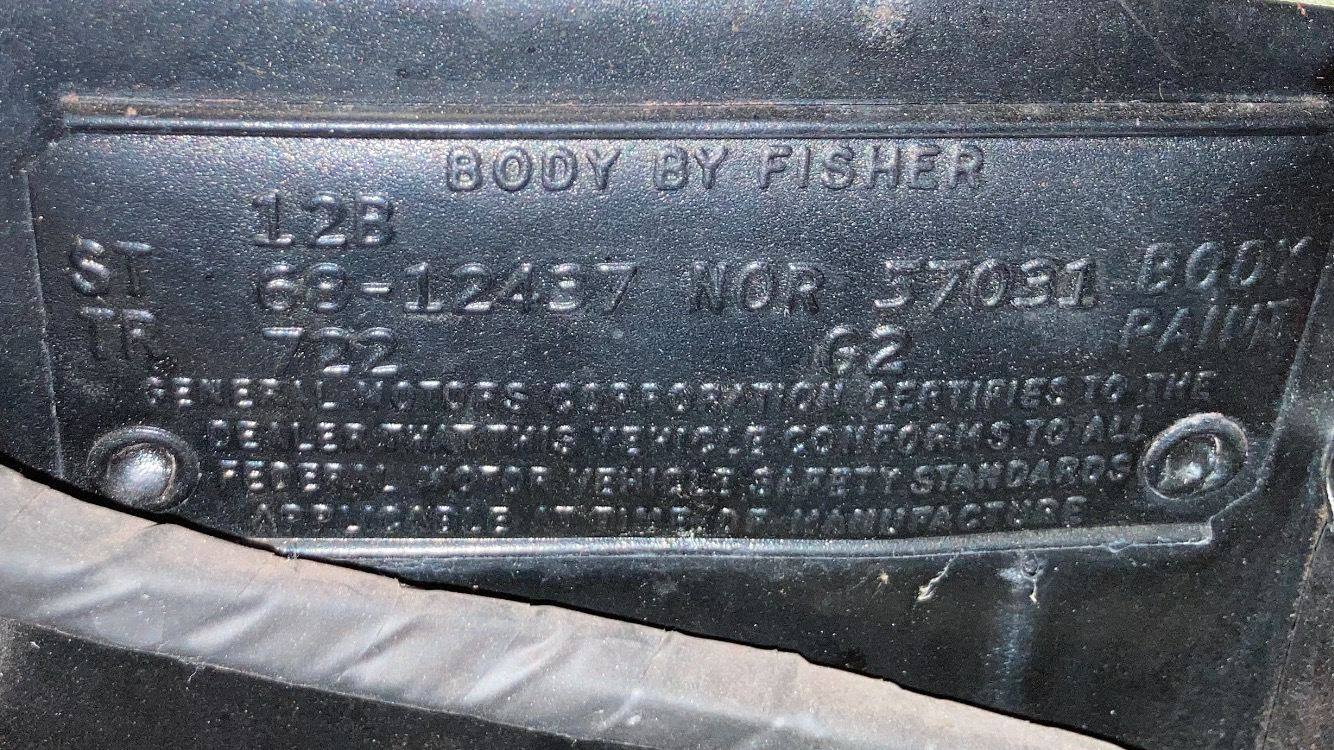 BODY BY FISHER
12B
ST 68-12437 NOR 37031 BODY
TR 722 G2 PAINT
GENERAL MOTORS CORPORATION CERTIFIES TO THE
DEALER THAT THIS VEHICLE CONFORMS TO ALL
FEDERAL MOTOR VEHICLE SAFETY STANDARDS
APPLICABLE AT TIME OF MANUFACTURE